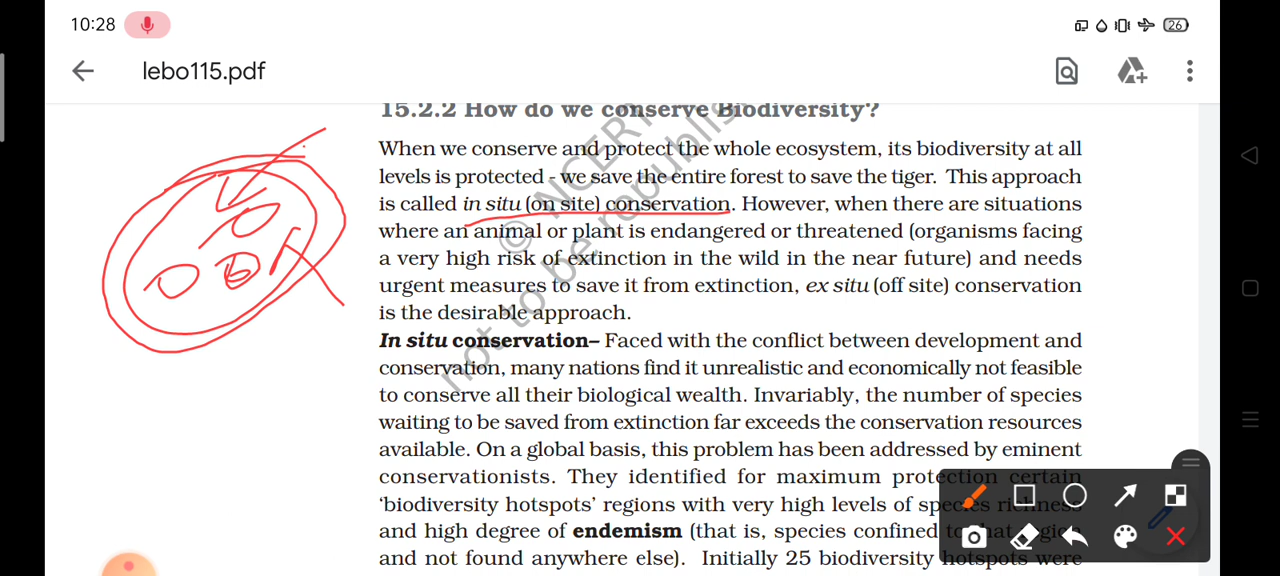 10:28
26
lebo115.pdf
15.2.2 How do we conserve Biodiversity?
When we conserve and protect the whole ecosystem, its biodiversity at all
levels is protected - we save the entire forest to save the tiger. This approach
is called in situ (on site) conservation. However, when there are situations
where an animal or plant is endangered or threatened (organisms facing
a very high risk of extinction in the wild in the near future) and needs
urgent measures to save it from extinction, ex situ (off site) conservation
is the desirable approach.
In situ conservation– Faced with the conflict between development and
conservation, many nations find it unrealistic and economically not feasible
to conserve all their biological wealth. Invariably, the number of species
waiting to be saved from extinction far exceeds the conservation resources
available. On a global basis, this problem has been addressed by eminent
conservationists. They identified for maximum protection certain
‘biodiversity hotspots’ regions with very high levels of species richness
and high degree of endemism (that is, species confined to that region
and not found anywhere else). Initially 25 biodiversity hotspots were
© NCERT
not to be republis